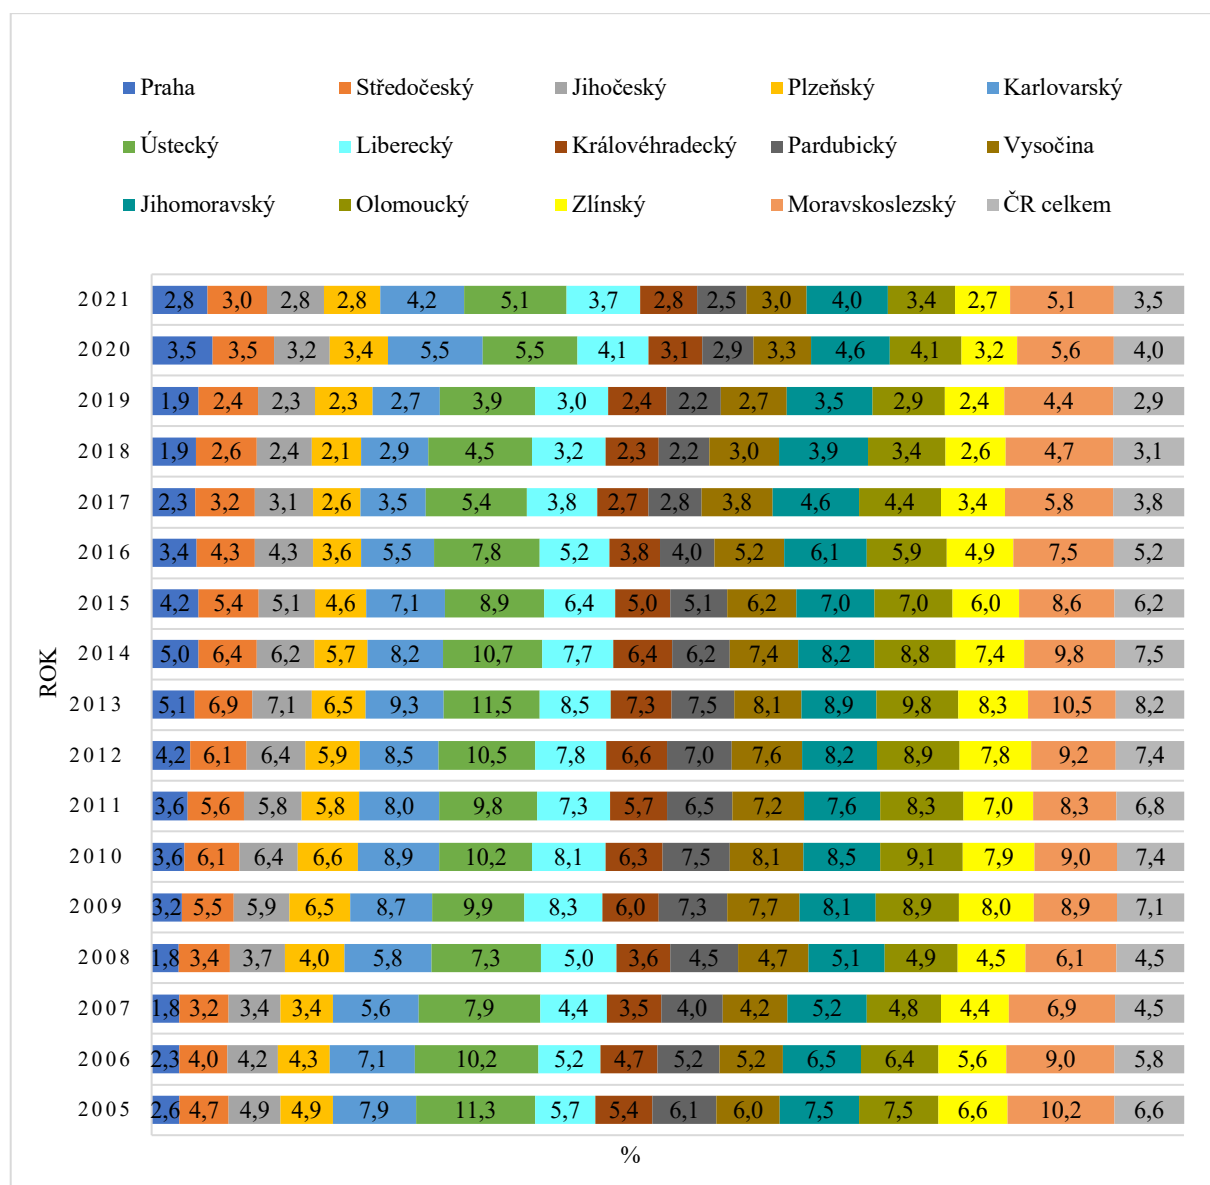 Praha Středočeský Jihočeský Plzeňský Karlovarský
Ústecký Liberecký Královéhradecký Pardubický Vysočina
Jihomoravský Olomoucký Zlínský Moravskoslezský ČR celkem
2021 2,8 3,0 2,8 2,8 4,2 5,1 3,7 2,8 2,5 3,0 4,0 3,4 2,7 5,1 3,5
2020 3,5 3,5 3,2 3,4 5,5 5,5 4,1 3,1 2,9 3,3 4,6 4,1 3,2 5,6 4,0
2019 1,9 2,4 2,3 2,3 2,7 3,9 3,0 2,4 2,2 2,7 3,5 2,9 2,4 4,4 2,9
2018 1,9 2,6 2,4 2,1 2,9 4,5 3,2 2,3 2,2 3,0 3,9 3,4 2,6 4,7 3,1
2017 2,3 3,2 3,1 2,6 3,5 5,4 3,8 2,7 2,8 3,8 4,6 4,4 3,4 5,8 3,8
2016 3,4 4,3 4,3 3,6 5,5 7,8 5,2 3,8 4,0 5,2 6,1 5,9 4,9 7,5 5,2
2015 4,2 5,4 5,1 4,6 7,1 8,9 6,4 5,0 5,1 6,2 7,0 7,0 6,0 8,6 6,2
2014 5,0 6,4 6,2 5,7 8,2 10,7 7,7 6,4 6,2 7,4 8,2 8,8 7,4 9,8 7,5
2013 5,1 6,9 7,1 6,5 9,3 11,5 8,5 7,3 7,5 8,1 8,9 9,8 8,3 10,5 8,2
2012 4,2 6,1 6,4 5,9 8,5 10,5 7,8 6,6 7,0 7,6 8,2 8,9 7,8 9,2 7,4
2011 3,6 5,6 5,8 5,8 8,0 9,8 7,3 5,7 6,5 7,2 7,6 8,3 7,0 8,3 6,8
2010 3,6 6,1 6,4 6,6 8,9 10,2 8,1 6,3 7,5 8,1 8,5 9,1 7,9 9,0 7,4
2009 3,2 5,5 5,9 6,5 8,7 9,9 8,3 6,0 7,3 7,7 8,1 8,9 8,0 8,9 7,1
2008 1,8 3,4 3,7 4,0 5,8 7,3 5,0 3,6 4,5 4,7 5,1 4,9 4,5 6,1 4,5
2007 1,8 3,2 3,4 3,4 5,6 7,9 4,4 3,5 4,0 4,2 5,2 4,8 4,4 6,9 4,5
2006 2,3 4,0 4,2 4,3 7,1 10,2 5,2 4,7 5,2 5,2 6,5 6,4 5,6 9,0 5,8
2005 2,6 4,7 4,9 4,9 7,9 11,3 5,7 5,4 6,1 6,0 7,5 7,5 6,6 10,2 6,6
ROK
%